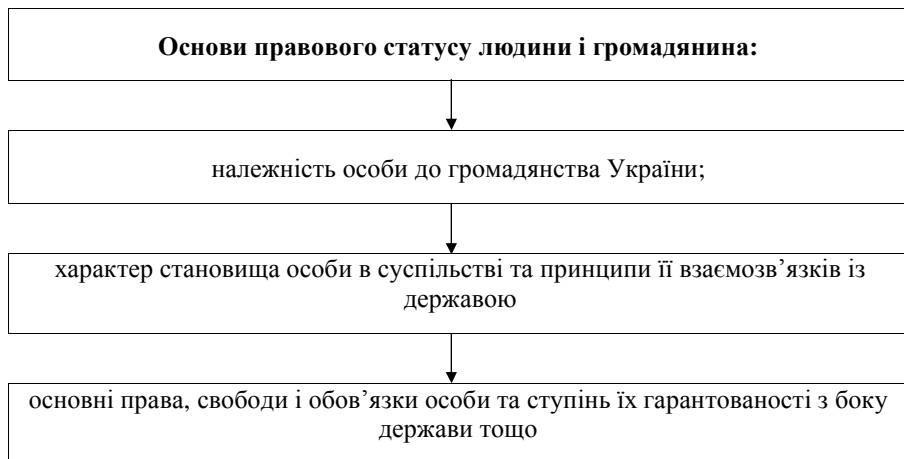 Основи правового статусу людини і громадянина:
належність особи до громадянства України;
характер становища особи в суспільстві та принципи її взаємозв’язків із
державою
основні права, свободи і обов’язки особи та ступінь їх гарантованості з боку
держави тощо